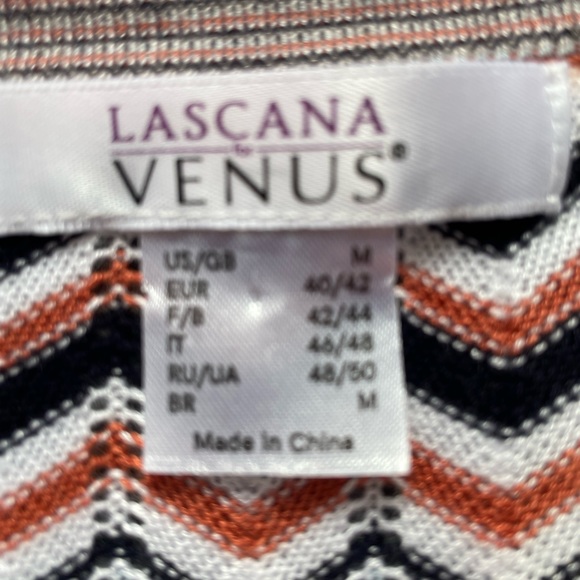 LASCANA
by
VENUS®
US/GB M
EUR 40/42
F/B 42/44
IT 46/48
RU/UA 48/50
BR M
Made in China